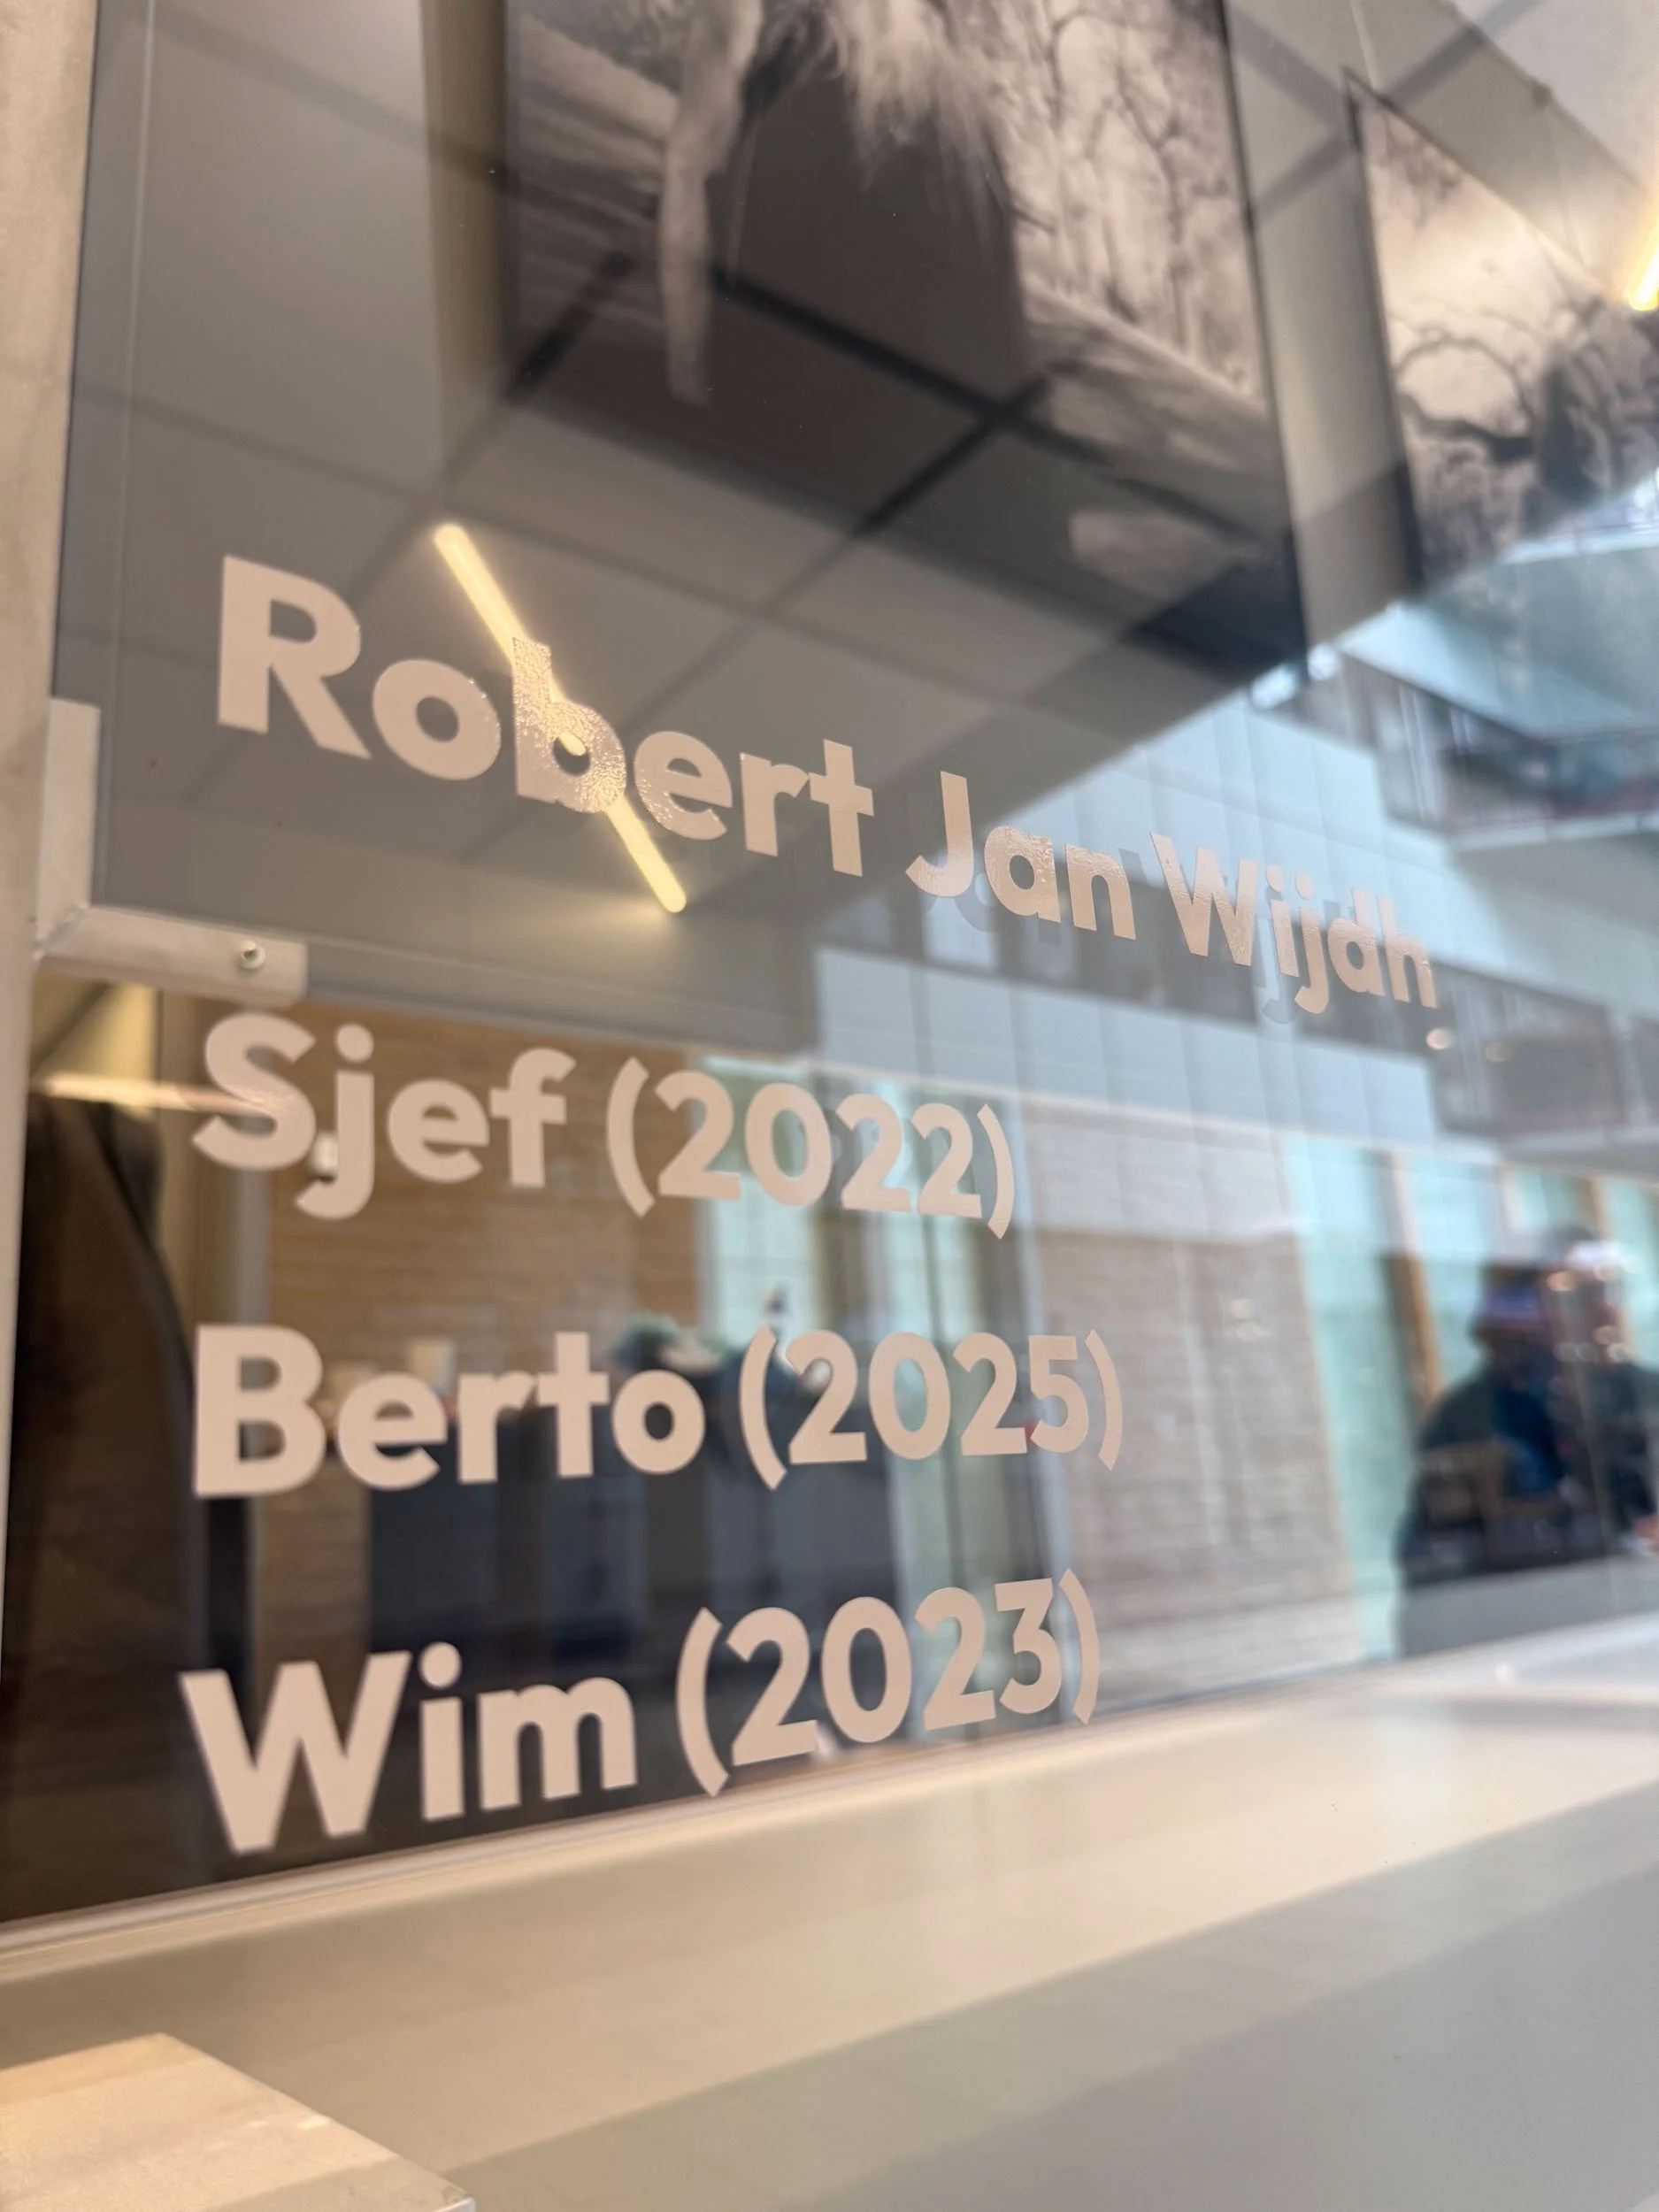 Robert Jan Wijdh
Sjef (2022)
Berto (2025)
Wim (2023)